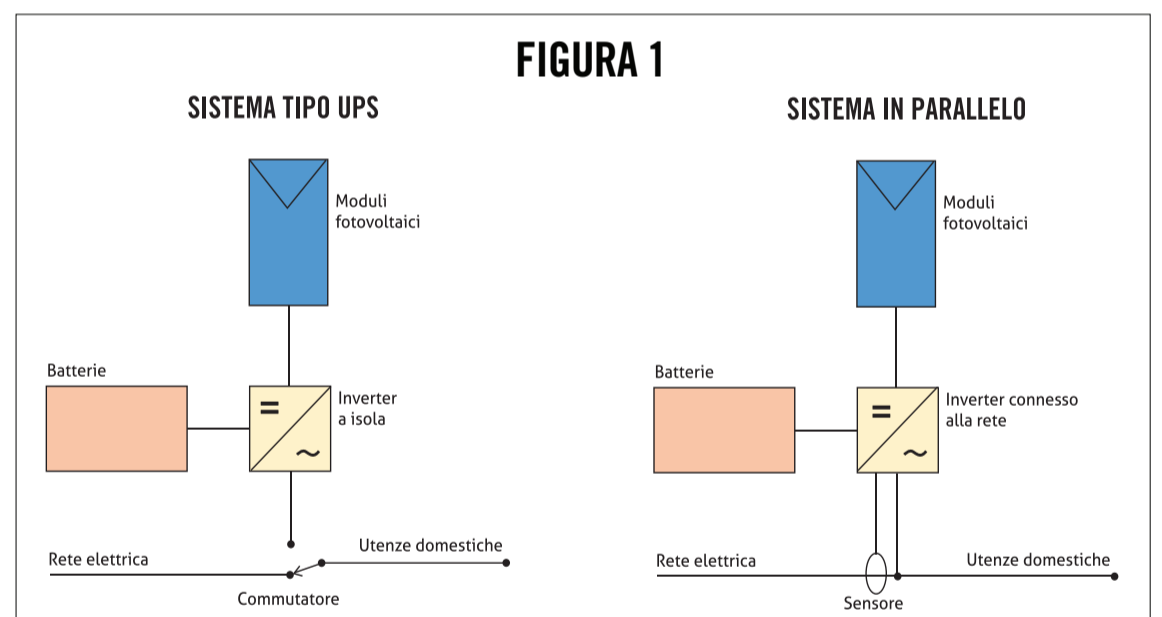 FIGURA 1
SISTEMA TIPO UPS
Moduli
fotovoltaici
Batterie
Inverter
a isola
=
~
Rete elettrica
Utenze domestiche
Commutatore
SISTEMA IN PARALLELO
Moduli
fotovoltaici
Batterie
Inverter connesso
alla rete
=
~
Rete elettrica
Utenze domestiche
Sensore